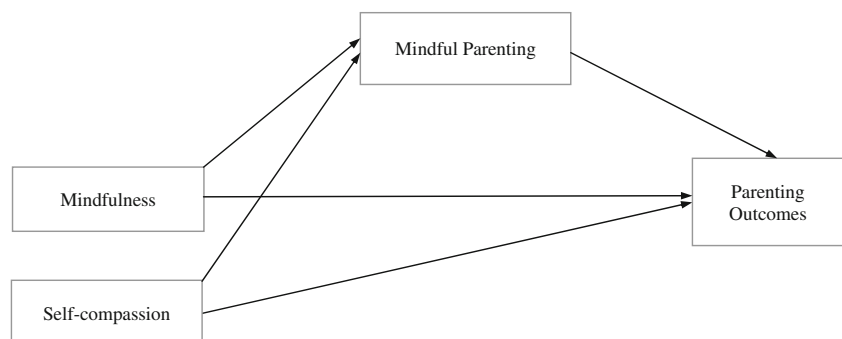 Mindful Parenting
Mindfulness
Parenting
Outcomes
Self-compassion